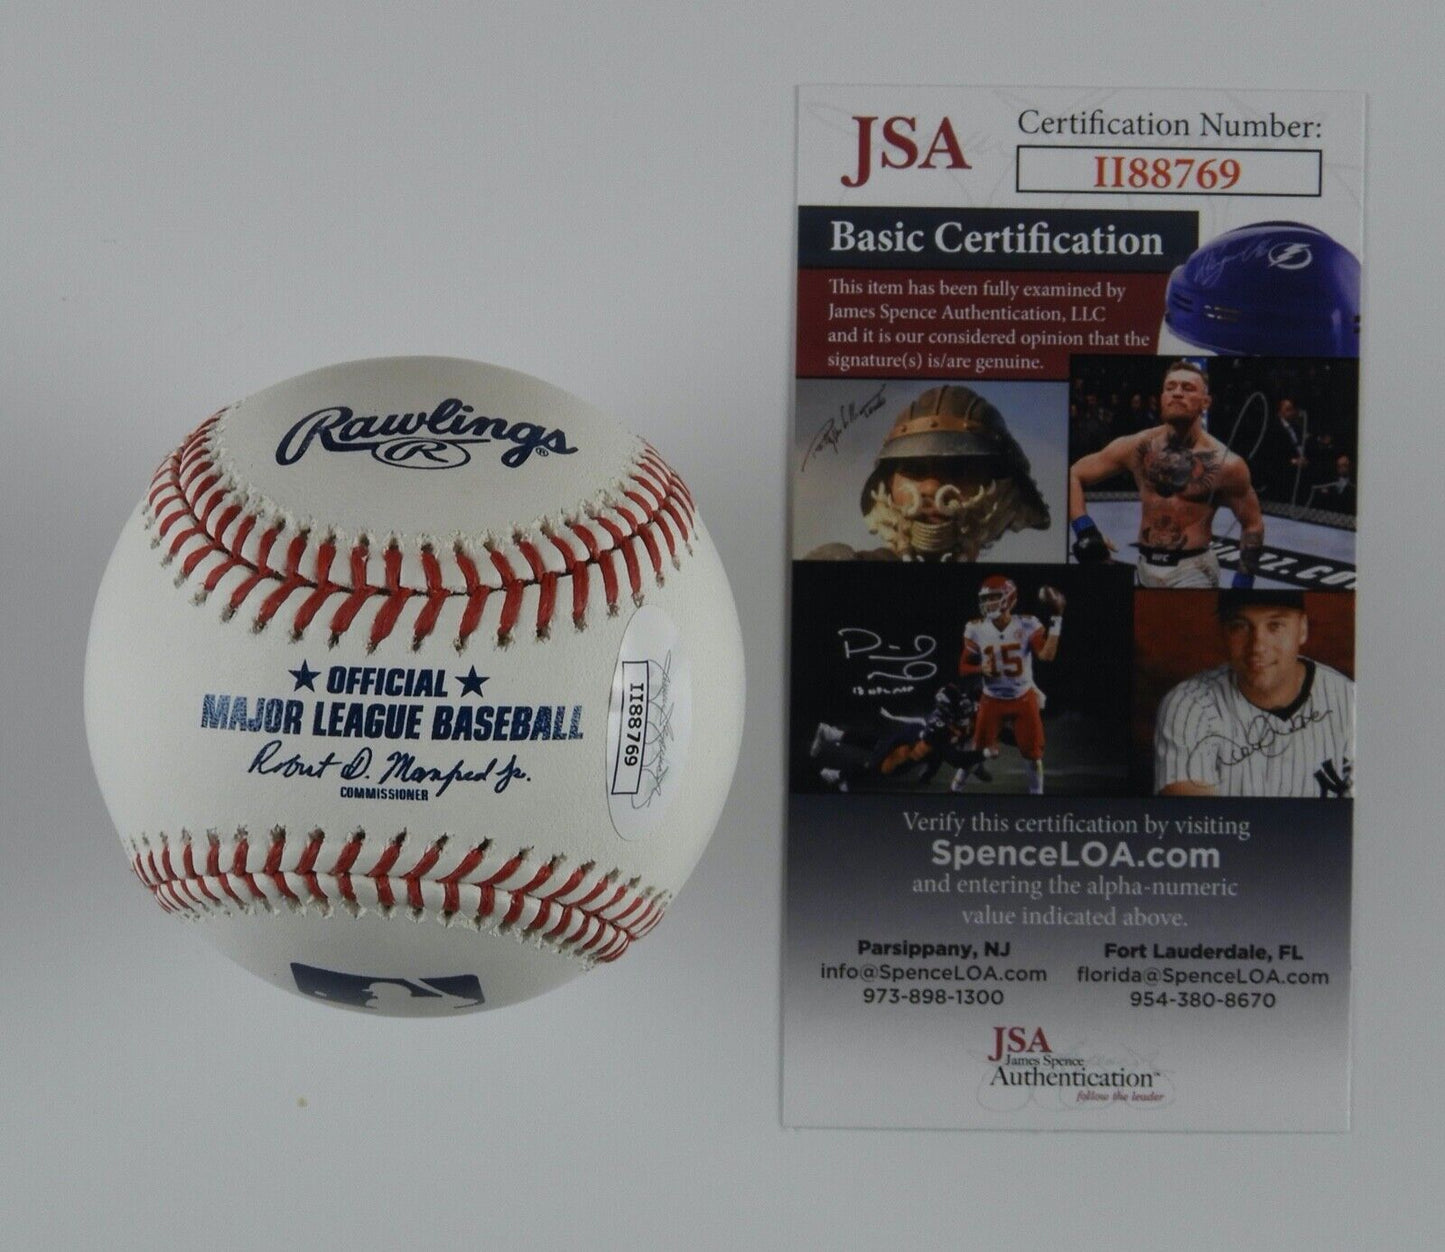 Rawlings
R
®
★ OFFICIAL ★
MAJOR LEAGUE BASEBALL
Robert D. Manfred Jr.
COMMISSIONER
II88769
JSA
Certification Number:
II88769
Basic Certification
This item has been fully examined by
James Spence Authentication, LLC
and it is our considered opinion that the
signature(s) is/are genuine.
UFC
15
Verify this certification by visiting
SpenceLOA.com
and entering the alpha-numeric
value indicated above.
Parsippany, NJ
info@SpenceLOA.com
973-898-1300
Fort Lauderdale, FL
florida@SpenceLOA.com
954-380-8670
JSA
James Spence
Authentication™
follow the leader